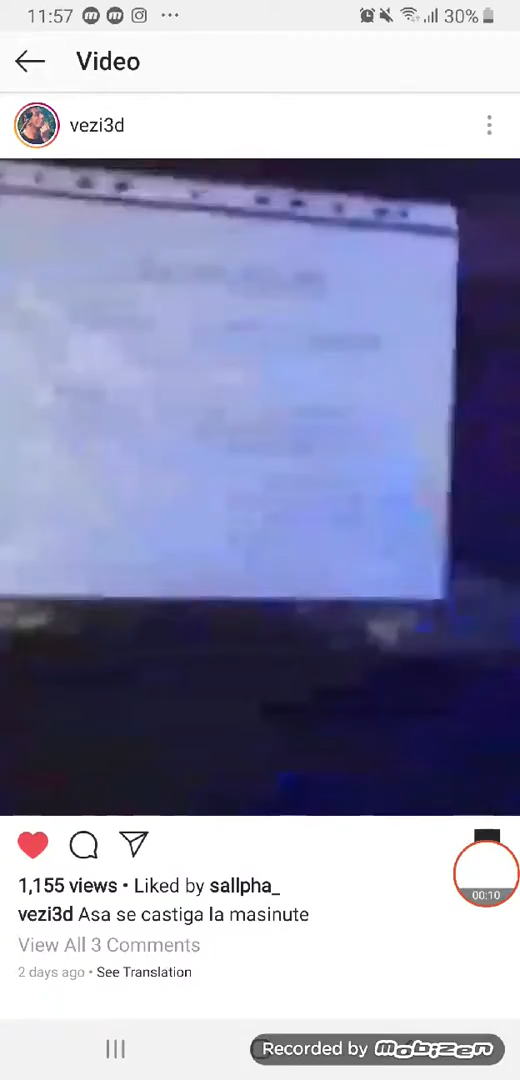 11:57
30%
Video
vezi3d
1,155 views • Liked by sallpha_
vezi3d Asa se castiga la masinute
View All 3 Comments
2 days ago • See Translation
00:10
Recorded by mobizen